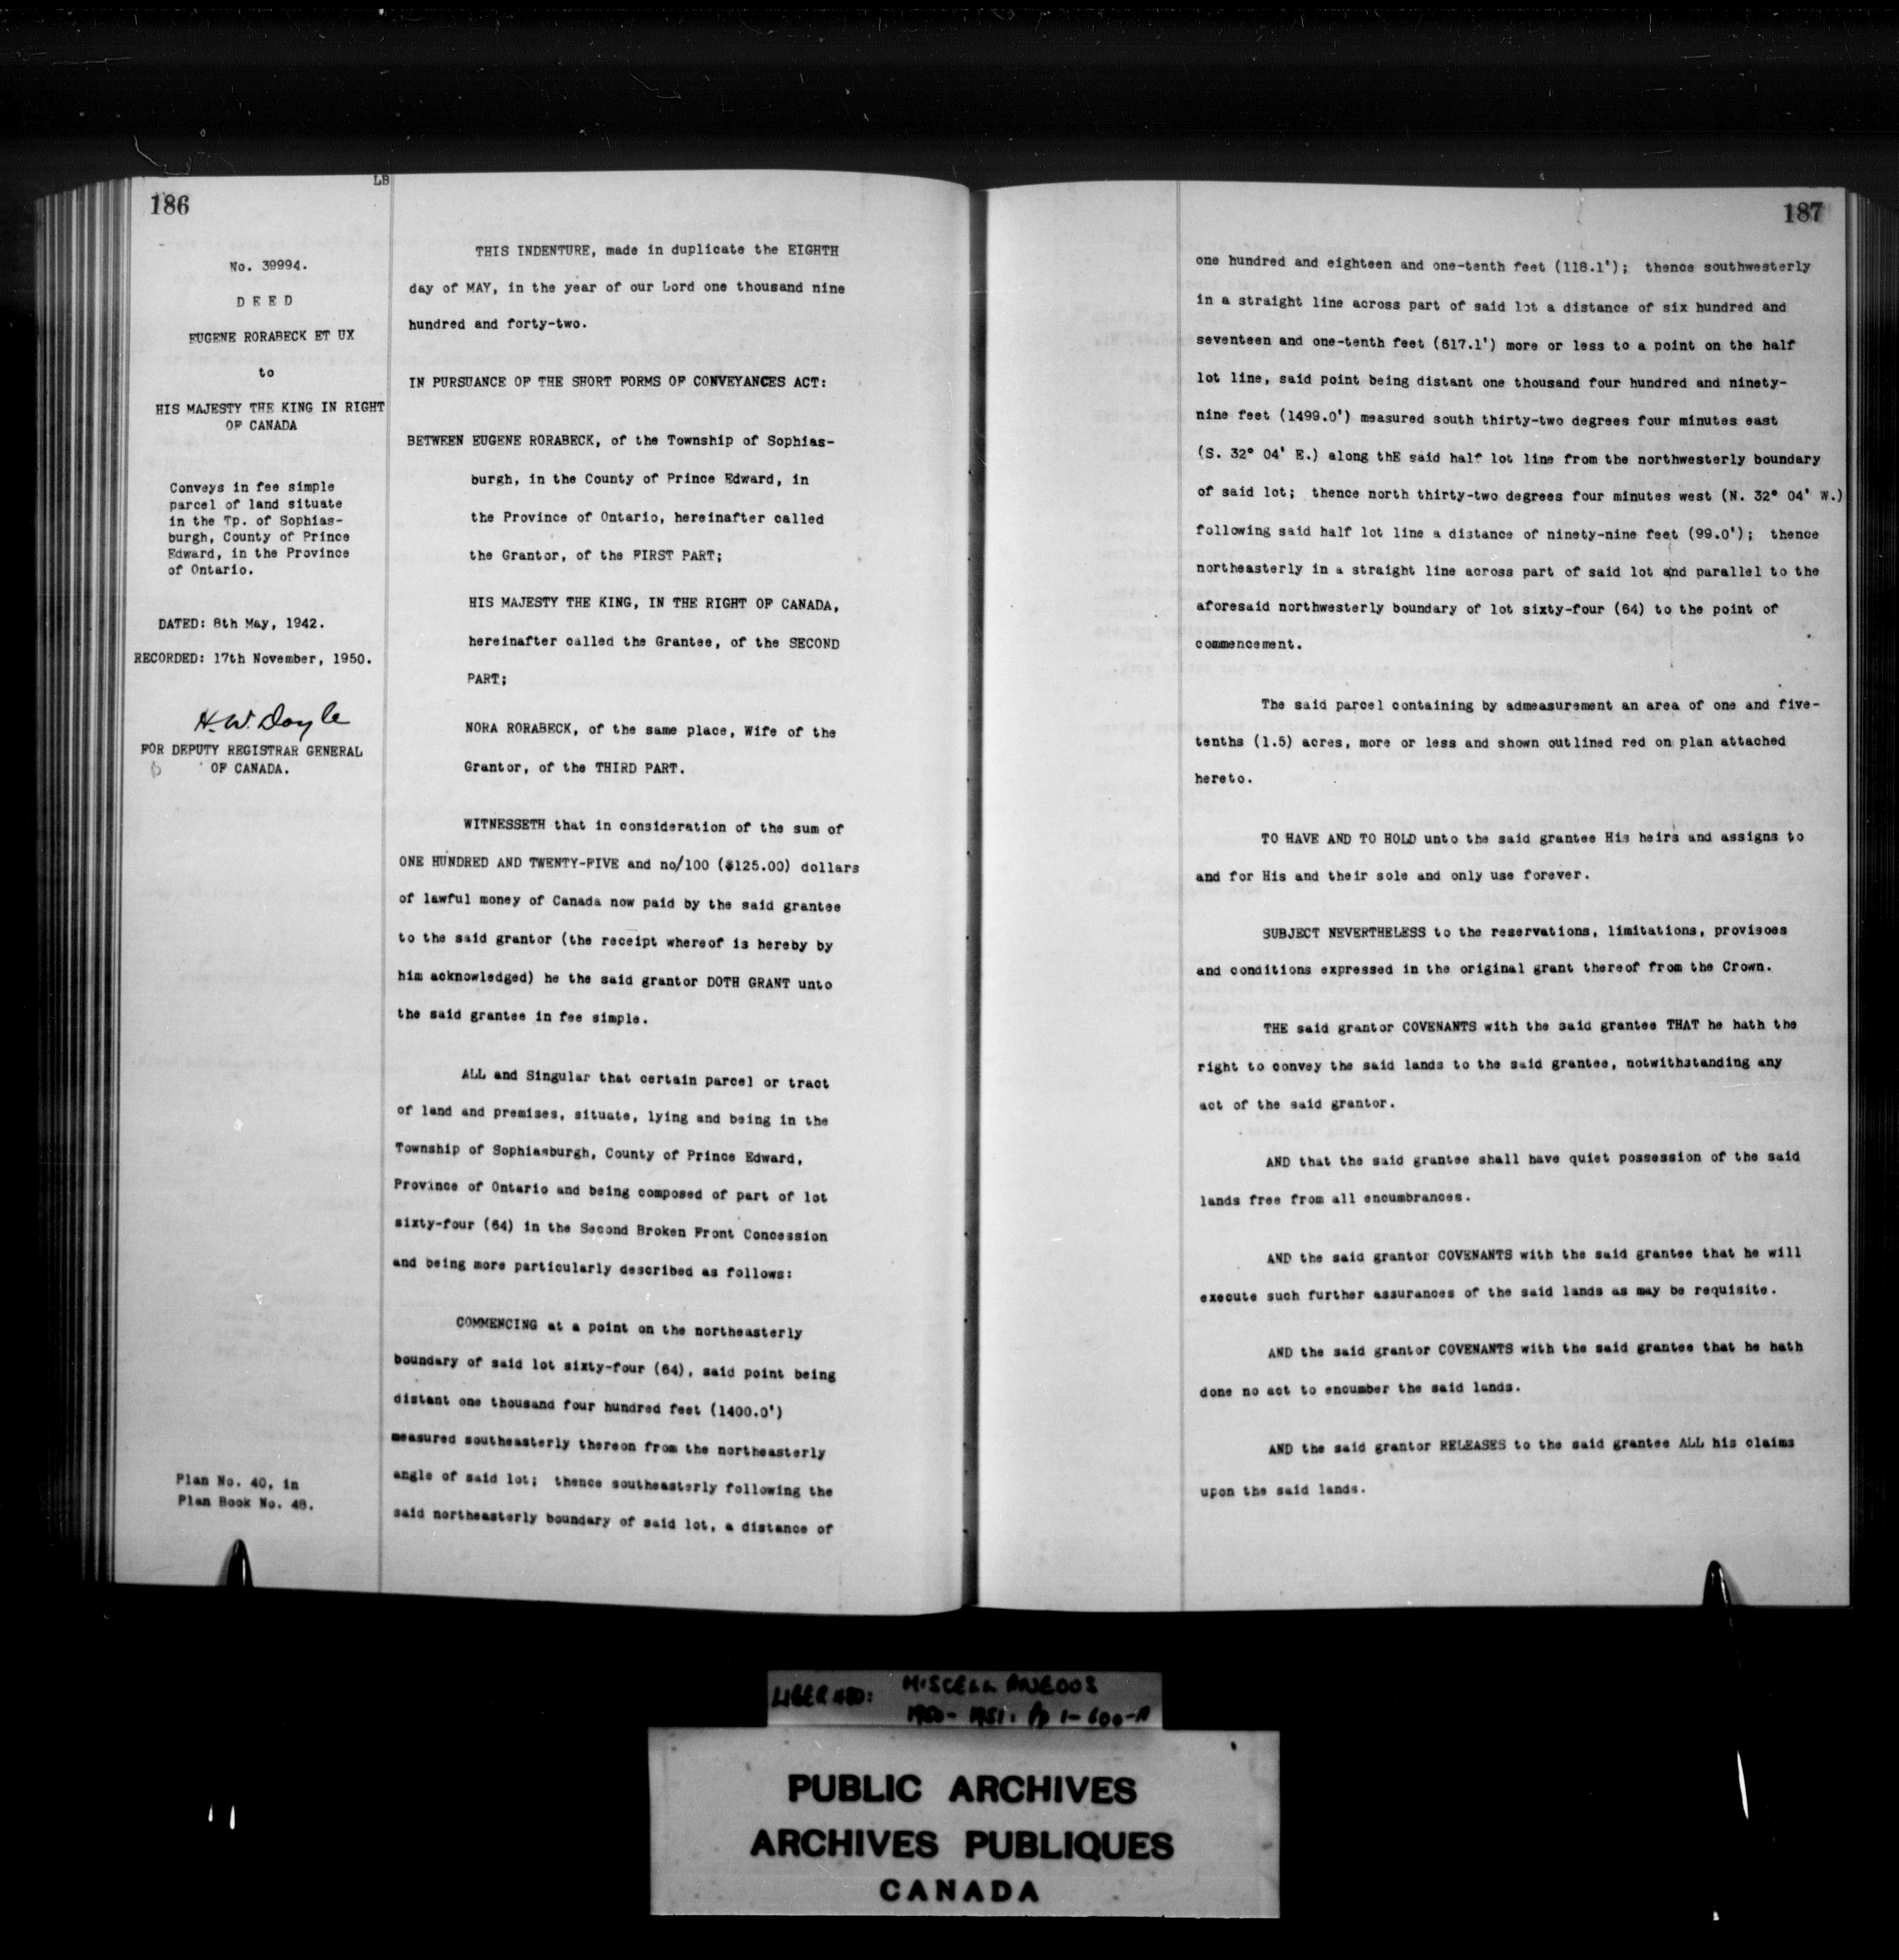 LB
186
No. 39994.
D E E D
EUGENE RORABECK ET UX
to
HIS MAJESTY THE KING IN RIGHT
OF CANADA
Conveys in fee simple
parcel of land situate
in the Tp. of Sophias-
burgh, County of Prince
Edward, in the Province
of Ontario.
DATED: 8th May, 1942.
RECORDED: 17th November, 1950.
H.W. Doyle
FOR DEPUTY REGISTRAR GENERAL
OF CANADA.
Plan No. 40, in
Plan Book No. 48.
THIS INDENTURE, made in duplicate the EIGHTH
day of MAY, in the year of our Lord one thousand nine
hundred and forty-two.
IN PURSUANCE OF THE SHORT FORMS OF CONVEYANCES ACT:
BETWEEN EUGENE RORABECK, of the Township of Sophias-
burgh, in the County of Prince Edward, in
the Province of Ontario, hereinafter called
the Grantor, of the FIRST PART;
HIS MAJESTY THE KING, IN THE RIGHT OF CANADA,
hereinafter called the Grantee, of the SECOND
PART;
NORA RORABECK, of the same place, Wife of the
Grantor, of the THIRD PART.
WITNESSETH that in consideration of the sum of
ONE HUNDRED AND TWENTY-FIVE and no/100 ($125.00) dollars
of lawful money of Canada now paid by the said grantee
to the said grantor (the receipt whereof is hereby by
him acknowledged) he the said grantor DOTH GRANT unto
the said grantee in fee simple.
ALL and Singular that certain parcel or tract
of land and premises, situate, lying and being in the
Township of Sophiasburgh, County of Prince Edward,
Province of Ontario and being composed of part of lot
sixty-four (64) in the Second Broken Front Concession
and being more particularly described as follows:
COMMENCING at a point on the northeasterly
boundary of said lot sixty-four (64), said point being
distant one thousand four hundred feet (1400.0')
measured southeasterly thereon from the northeasterly
angle of said lot; thence southeasterly following the
said northeasterly boundary of said lot, a distance of
187
one hundred and eighteen and one-tenth feet (118.1'); thence southwesterly
in a straight line across part of said lot a distance of six hundred and
seventeen and one-tenth feet (617.1') more or less to a point on the half
lot line, said point being distant one thousand four hundred and ninety-
nine feet (1499.0') measured south thirty-two degrees four minutes east
(S. 32° 04' E.) along thE said half lot line from the northwesterly boundary
of said lot; thence north thirty-two degrees four minutes west (N. 32° 04' W.)
following said half lot line a distance of ninety-nine feet (99.0'); thence
northeasterly in a straight line across part of said lot and parallel to the
aforesaid northwesterly boundary of lot sixty-four (64) to the point of
commencement.
The said parcel containing by admeasurement an area of one and five-
tenths (1.5) acres, more or less and shown outlined red on plan attached
hereto.
TO HAVE AND TO HOLD unto the said grantee His heirs and assigns to
and for His and their sole and only use forever.
SUBJECT NEVERTHELESS to the reservations, limitations, provisoes
and conditions expressed in the original grant thereof from the Crown.
THE said grantor COVENANTS with the said grantee THAT he hath the
right to convey the said lands to the said grantee, notwithstanding any
act of the said grantor.
AND that the said grantee shall have quiet possession of the said
lands free from all encumbrances.
AND the said grantor COVENANTS with the said grantee that he will
execute such further assurances of the said lands as may be requisite.
AND the said grantor COVENANTS with the said grantee that he hath
done no act to encumber the said lands.
AND the said grantor RELEASES to the said grantee ALL his claims
upon the said lands.
LIBER MISCELLANEOUS
1950-1951: 1-600-A
PUBLIC ARCHIVES
ARCHIVES PUBLIQUES
CANADA